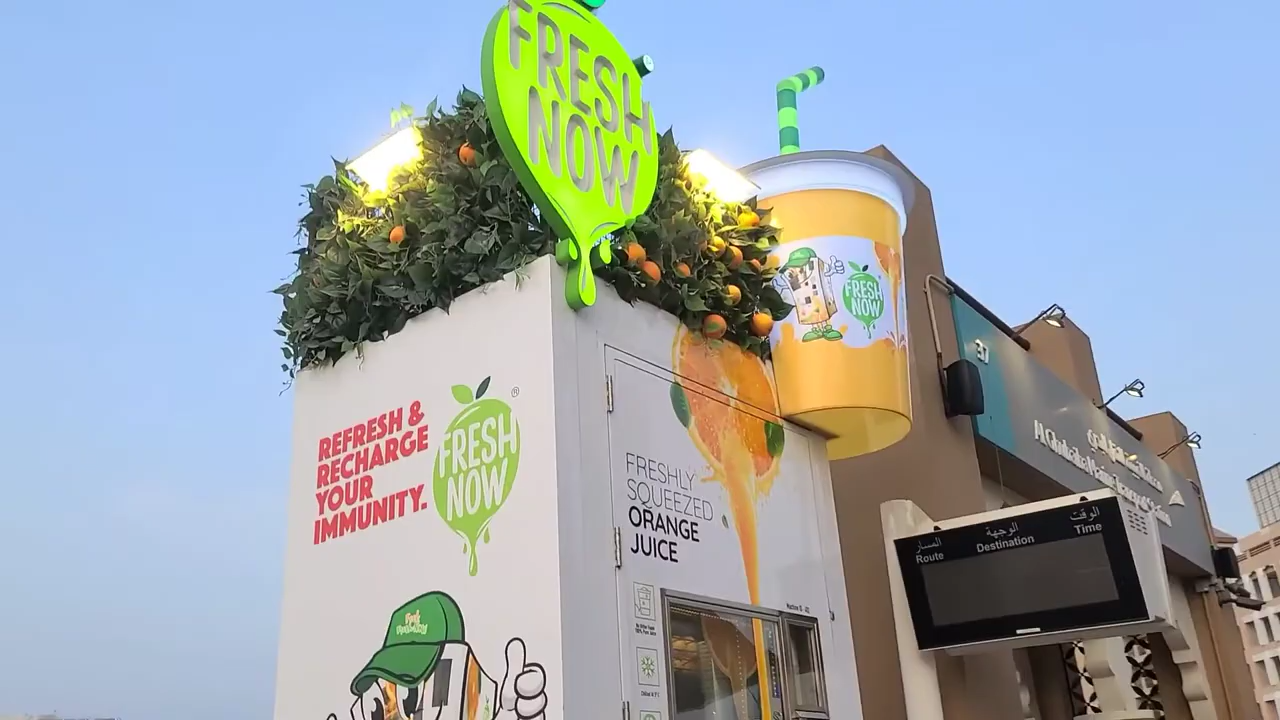 FRESH
NOW
FRESH
NOW
37
REFRESH &
RECHARGE
YOUR
IMMUNITY.
FRESH
NOW
®
FRESHLY
SQUEEZED
ORANGE
JUICE
المسار
Route
الوجهة
Destination
الوقت
Time